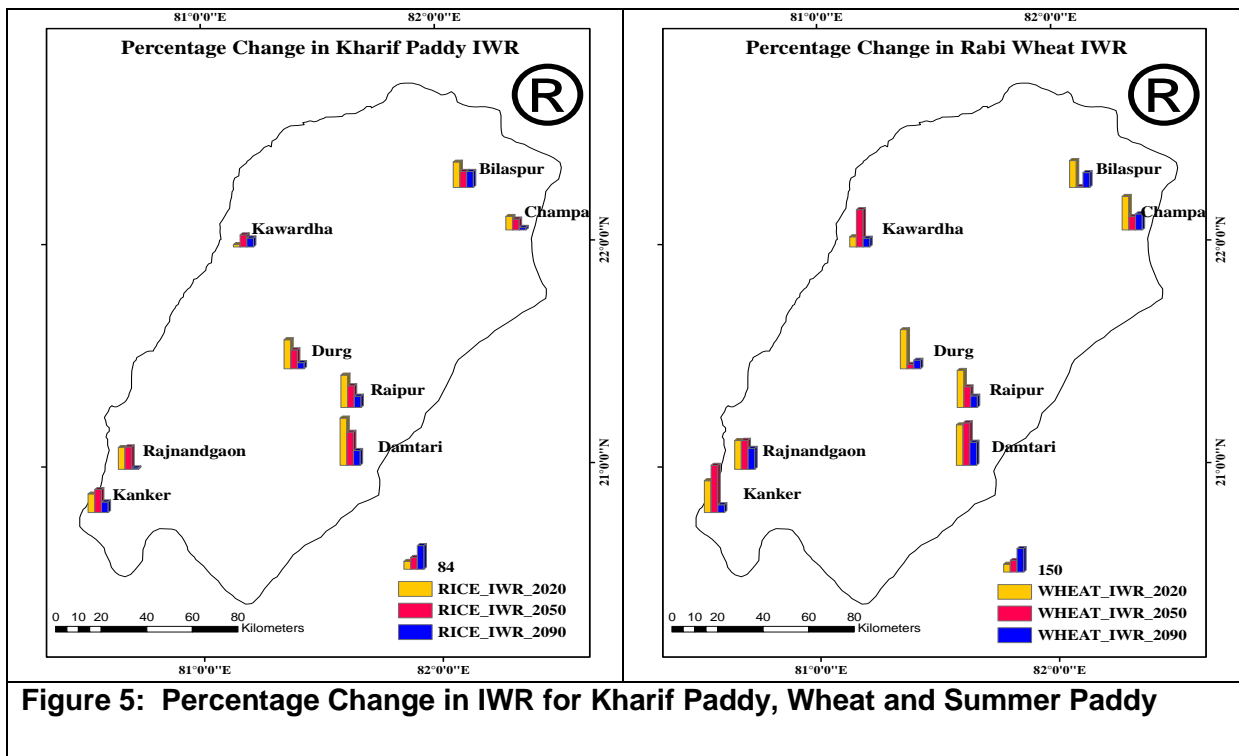 81°0'0"E 82°0'0"E
Percentage Change in Kharif Paddy IWR
®
Bilaspur
Champa
Kawardha
22°0'0"N
Durg
Raipur
Rajnandgaon
Damtari
21°0'0"N
Kanker
84
RICE_IWR_2020
RICE_IWR_2050
RICE_IWR_2090
0 10 20 40 60 80
Kilometers
81°0'0"E 82°0'0"E
81°0'0"E 82°0'0"E
Percentage Change in Rabi Wheat IWR
®
Bilaspur
Champa
Kawardha
22°0'0"N
Durg
Raipur
Rajnandgaon
Damtari
21°0'0"N
Kanker
150
WHEAT_IWR_2020
WHEAT_IWR_2050
WHEAT_IWR_2090
0 10 20 40 60 80
Kilometers
81°0'0"E 82°0'0"E
Figure 5: Percentage Change in IWR for Kharif Paddy, Wheat and Summer Paddy